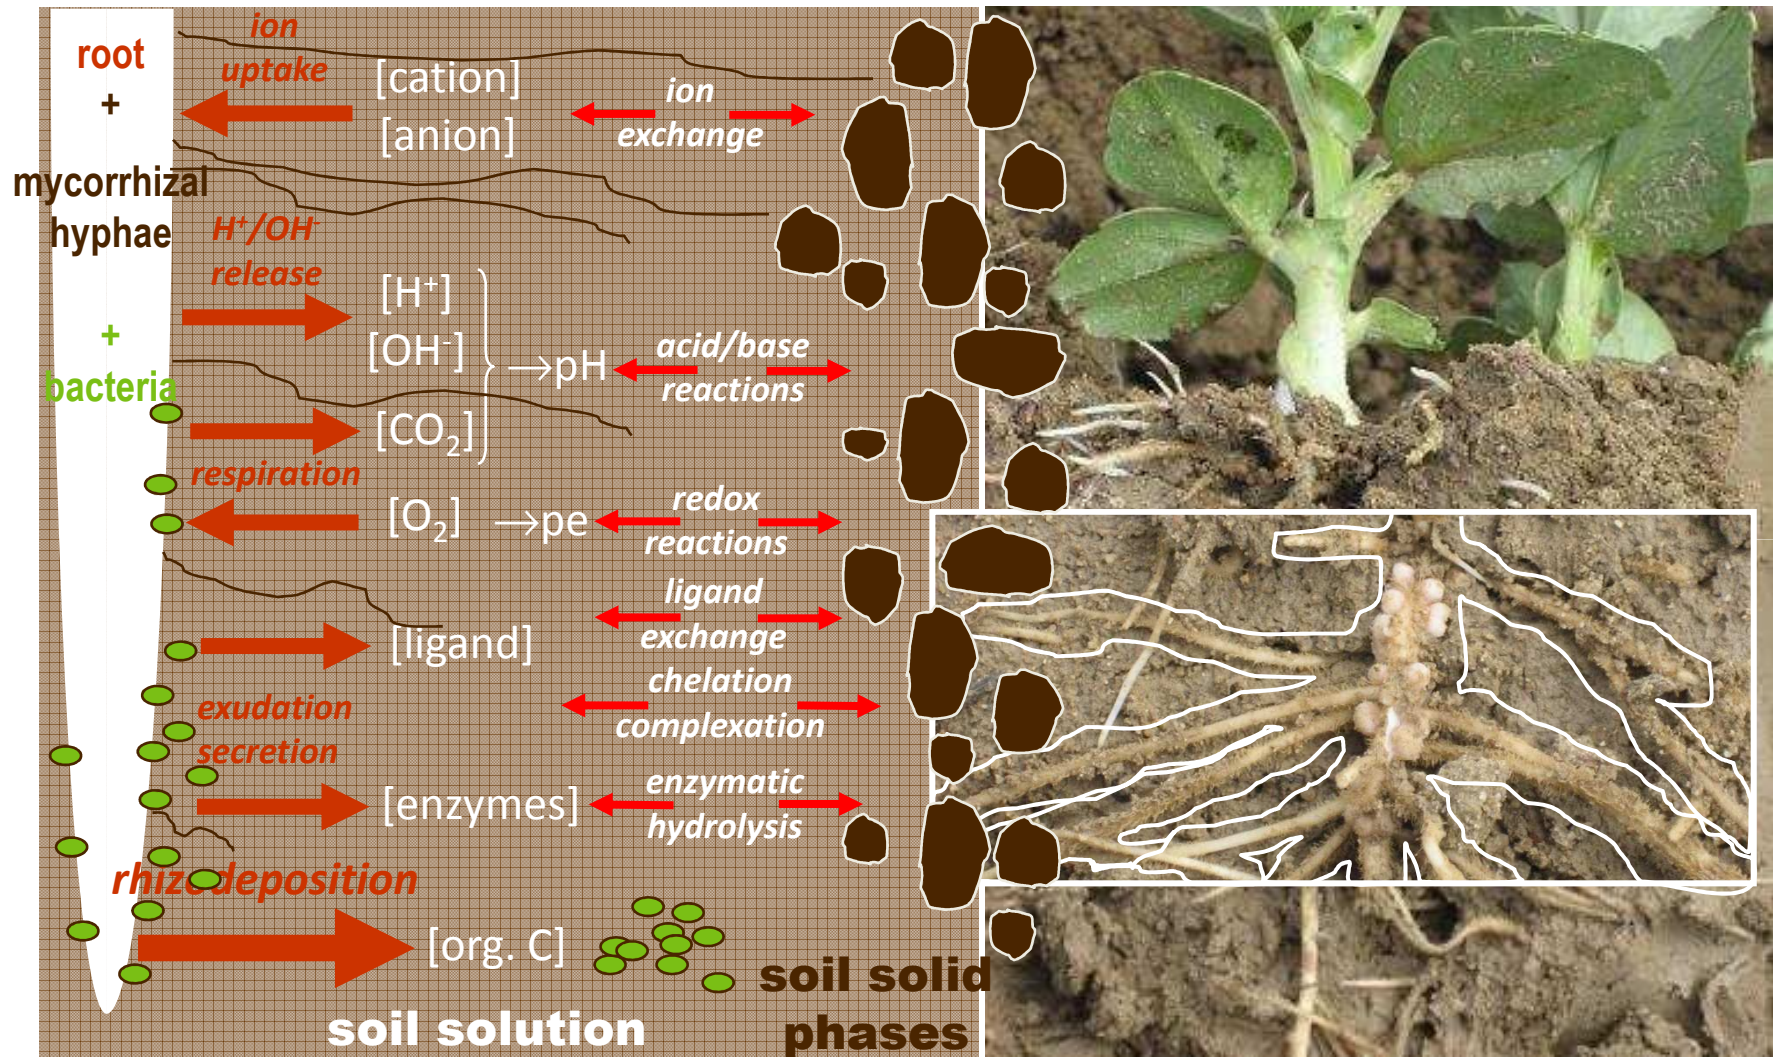 root
+
mycorrhizal
hyphae
+
bacteria
ion
uptake
[cation]
[anion]
ion
exchange
H⁺/OH⁻
release
[H⁺]
[OH⁻]
→pH
acid/base
reactions
[CO₂]
respiration
[O₂] →pe
redox
reactions
ligand
exchange
[ligand]
chelation
complexation
exudation
secretion
[enzymes]
enzymatic
hydrolysis
rhizodeposition
[org. C]
soil solution
soil solid
phases